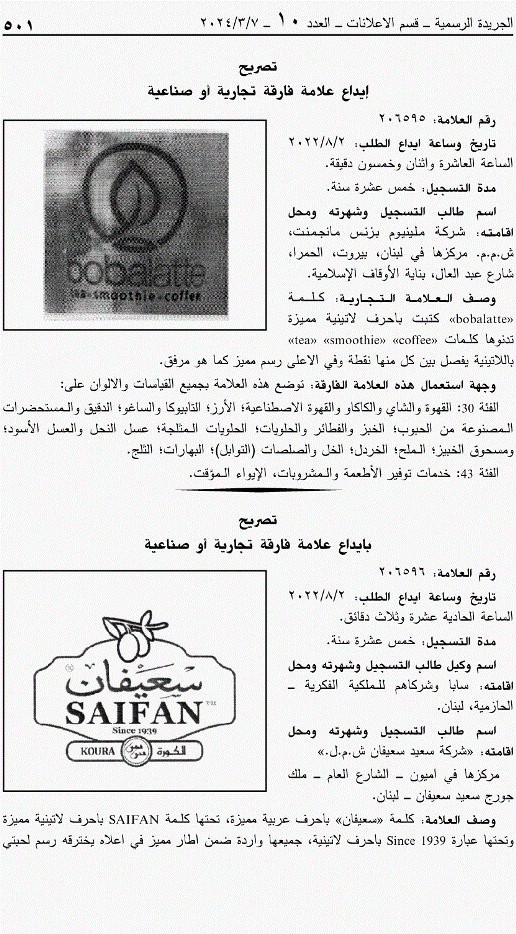 الجريدة الرسمية ــ قسم الاعلانات ــ العدد ١٠ ــ ٢٠٢٤/٣/٧
٥٠١
تصريح
إيداع علامة فارقة تجارية أو صناعية
رقم العلامة: ٢٠٦٥٩٥
تاريخ وساعة ايداع الطلب: ٢٠٢٢/٨/٢
الساعة العاشرة واثنان وخمسون دقيقة.
مدة التسجيل: خمس عشرة سنة.
اسم طالب التسجيل وشهرته ومحل
اقامته: شركة ملينيوم بزنس مانجمنت،
ش.م.م. مركزها في لبنان، بيروت، الحمرا،
شارع عبد العال، بناية الأوقاف الإسلامية.
bobalatte
tea·smoothie·coffee
وصف العلامة التجارية: كلمة
«bobalatte» كتبت باحرف لاتينية مميزة
تدنوها كلمات «coffee» «smoothie» «tea»
باللاتينية يفصل بين كل منها نقطة وفي الاعلى رسم مميز كما هو مرفق.
وجهة استعمال هذه العلامة الفارقة: توضع هذه العلامة بجميع القياسات والالوان على:
الفئة 30: القهوة والشاي والكاكاو والقهوة الاصطناعية؛ الأرز؛ التابيوكا والساغو؛ الدقيق والمستحضرات
المصنوعة من الحبوب؛ الخبز والفطائر والحلويات؛ الحلويات المثلجة؛ عسل النحل والعسل الأسود؛
ومسحوق الخبيز؛ الملح؛ الخردل؛ الخل والصلصات (التوابل)؛ البهارات؛ الثلج.
الفئة 43: خدمات توفير الأطعمة والمشروبات، الإيواء المؤقت.
تصريح
بايداع علامة فارقة تجارية أو صناعية
رقم العلامة: ٢٠٦٥٩٦
تاريخ وساعة ايداع الطلب: ٢٠٢٢/٨/٢
الساعة الحادية عشرة وثلاث دقائق.
مدة التسجيل: خمس عشرة سنة.
اسم وكيل طالب التسجيل وشهرته ومحل
اقامته: سابا وشركاهم للملكية الفكرية ــ
الحازمية، لبنان.
اسم طالب التسجيل وشهرته ومحل
اقامته: «شركة سعيد سعيفان ش.م.ل.»
مركزها في اميون ــ الشارع العام ــ ملك
جورج سعيد سعيفان ــ لبنان.
سعيفان ®
SAIFAN ™
Since 1939
KOURA الكورة
وصف العلامة: كلمة «سعيفان» باحرف عربية مميزة، تحتها كلمة SAIFAN باحرف لاتينية مميزة
وتحتها عبارة Since 1939 باحرف لاتينية، جميعها واردة ضمن اطار مميز في اعلاه يخترقه رسم لحبتي